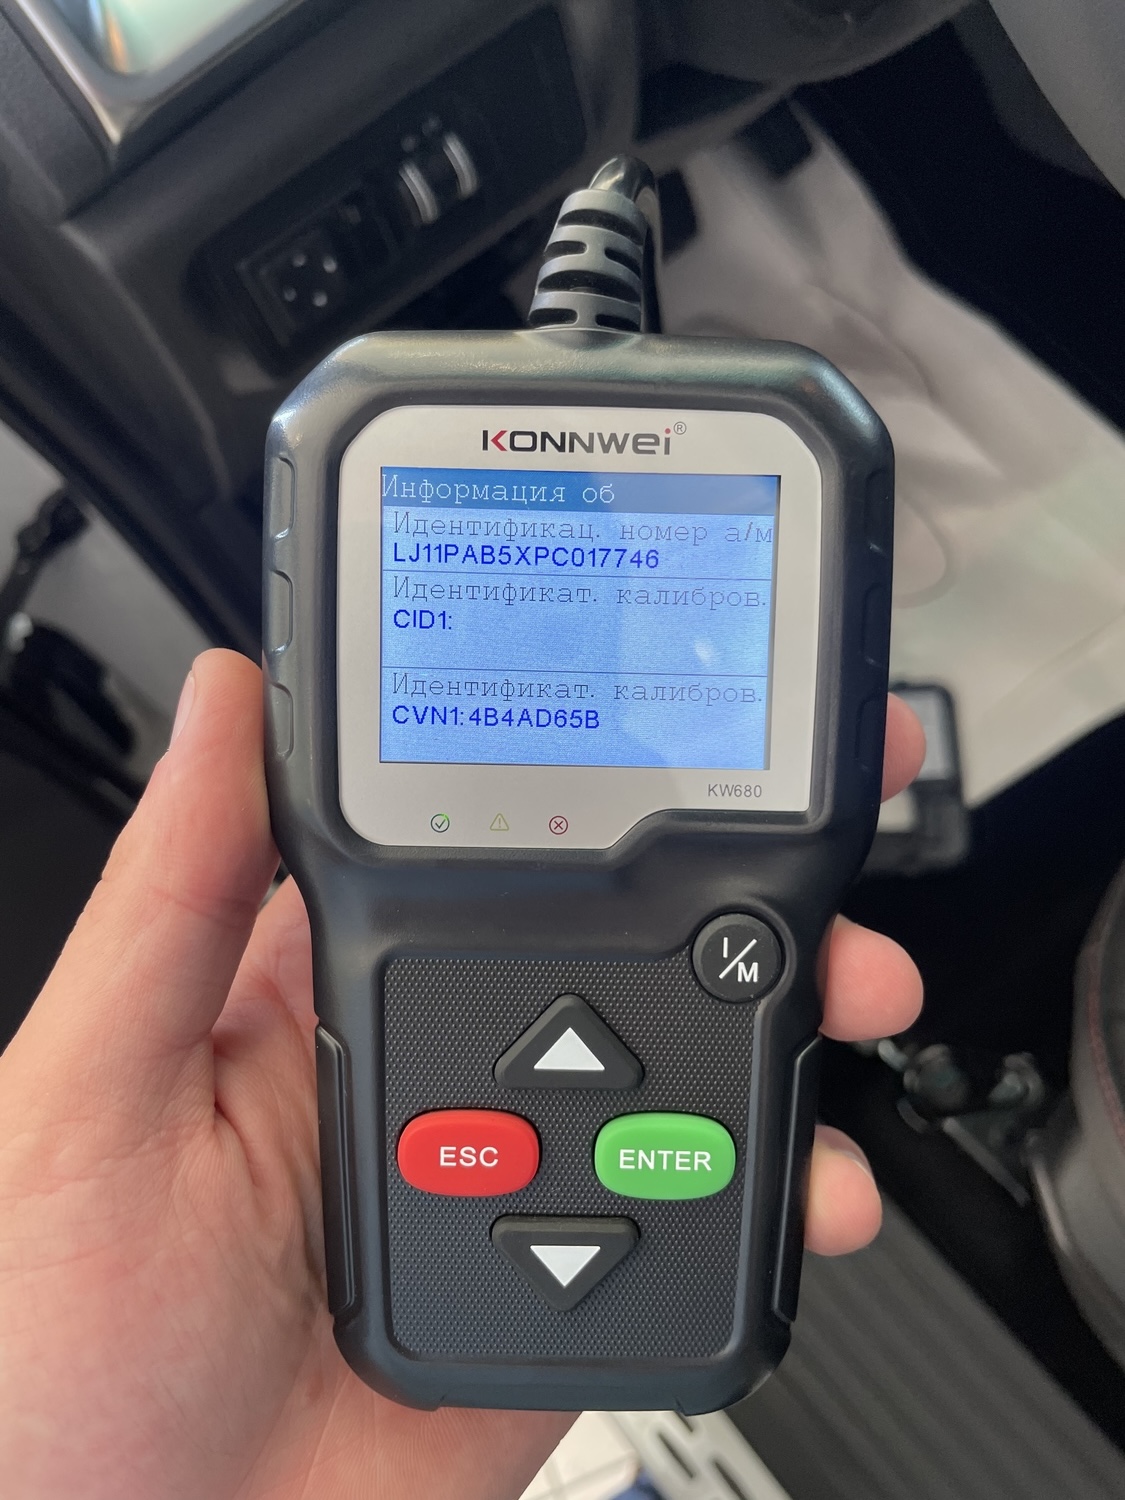 KONNWEI®
Информация об
Идентификац. номер а/м
LJ11PAB5XPC017746
Идентификат. калибров.
CID1:
Идентификат. калибров.
CVN1:4B4AD65B
KW680
I/M
ESC
ENTER